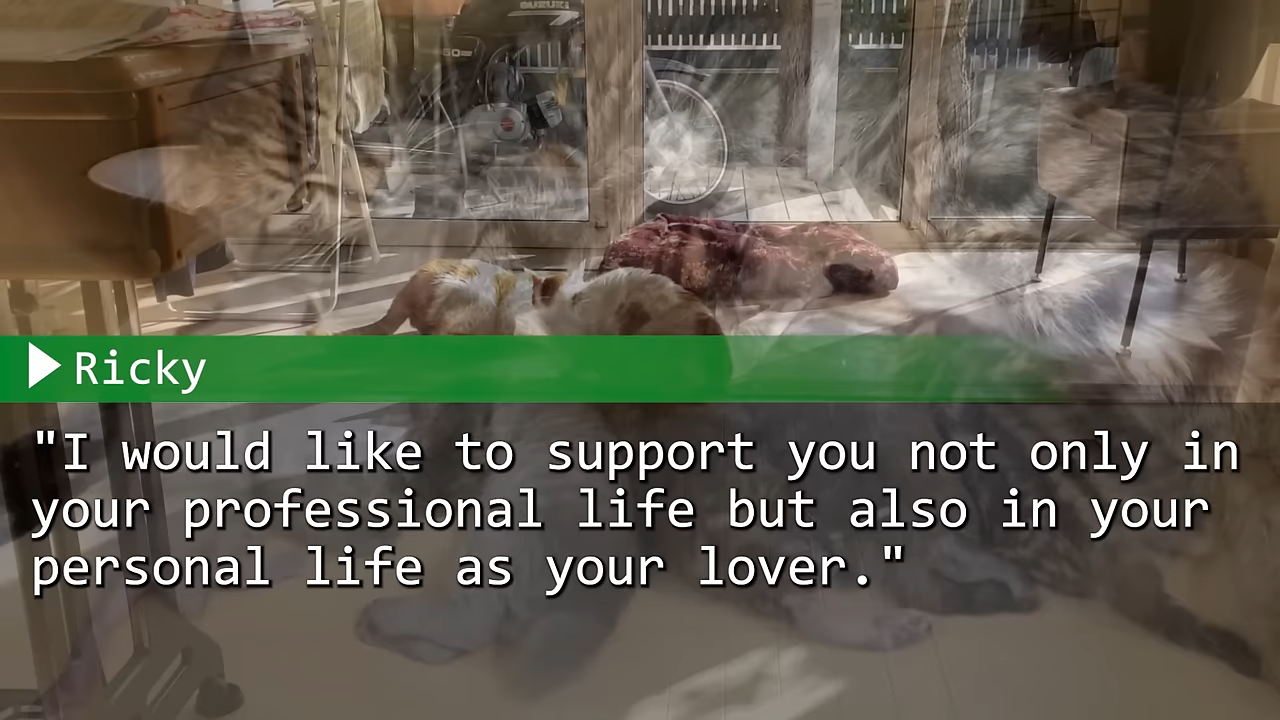 SUZUKI
Ricky
"I would like to support you not only in
your professional life but also in your
personal life as your lover."